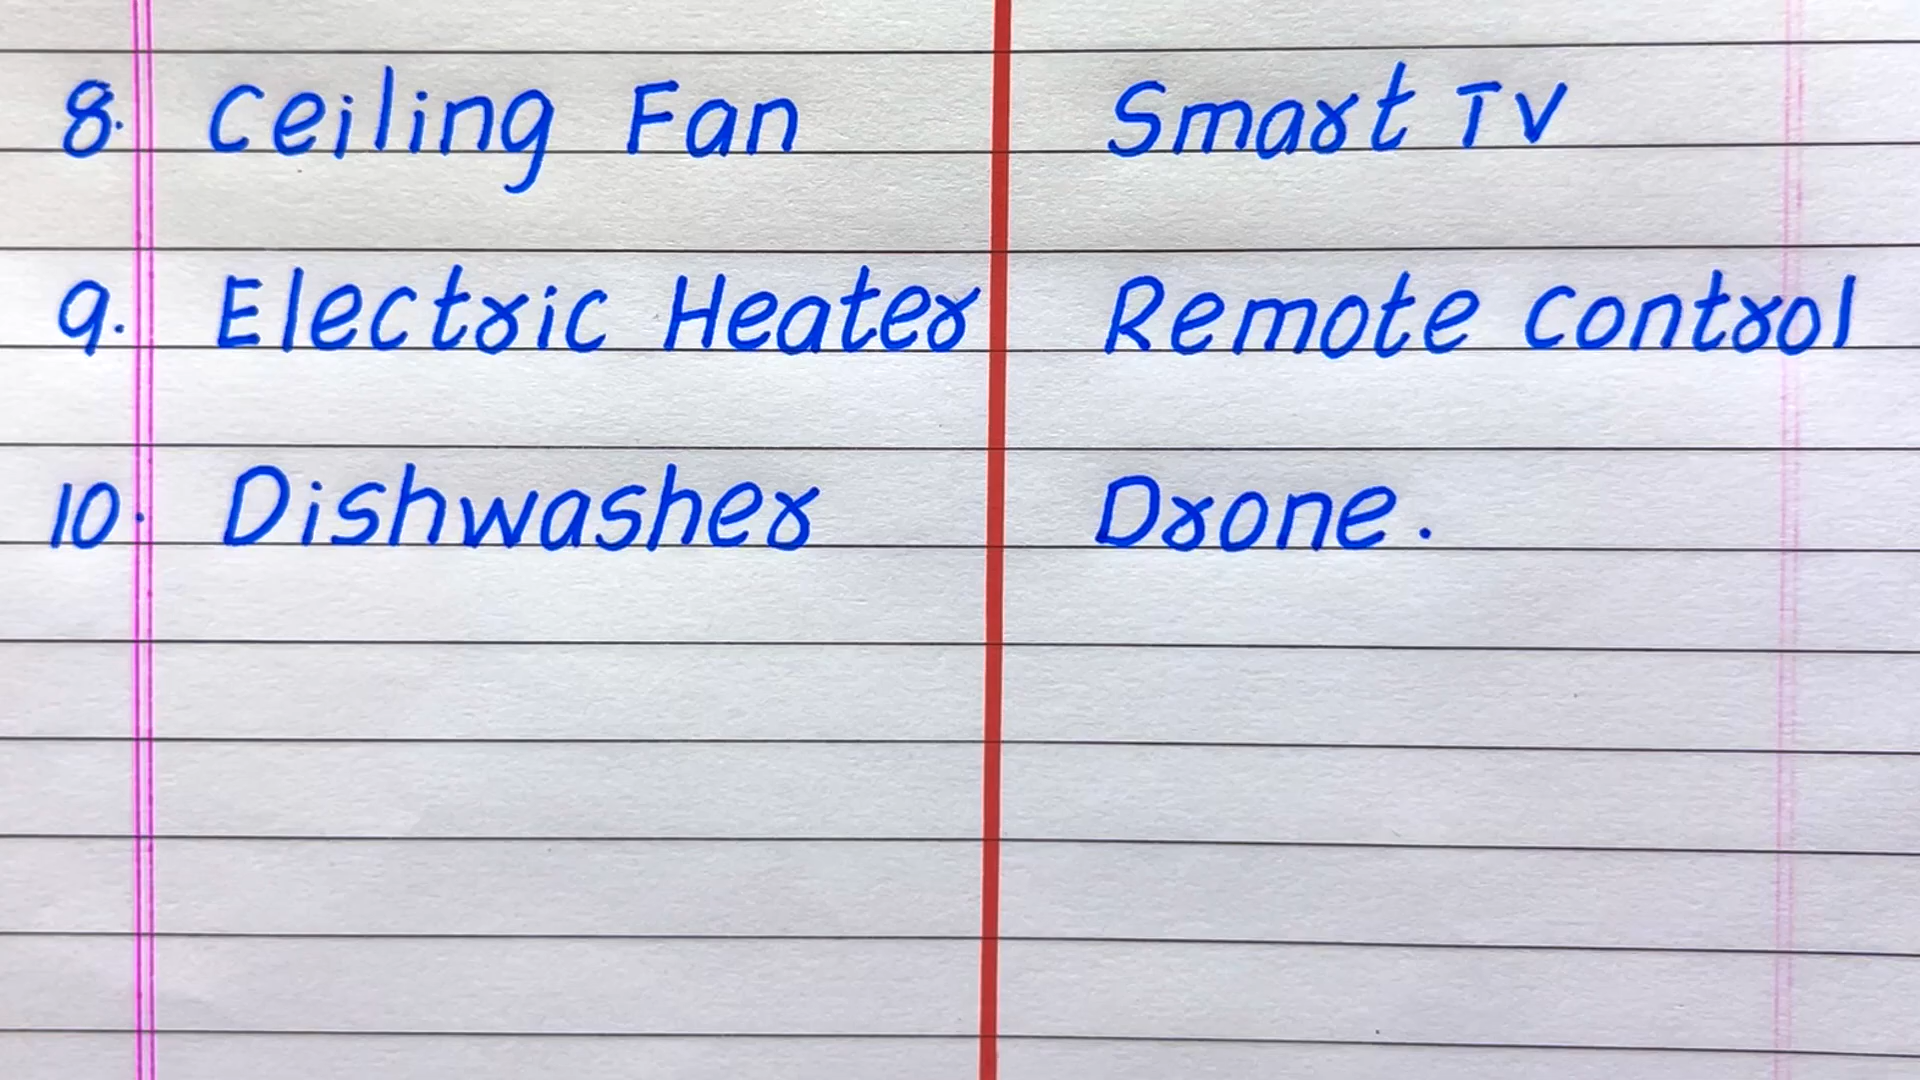 8. Ceiling Fan Smart TV
9. Electric Heater Remote Control
10. Dishwasher Drone.